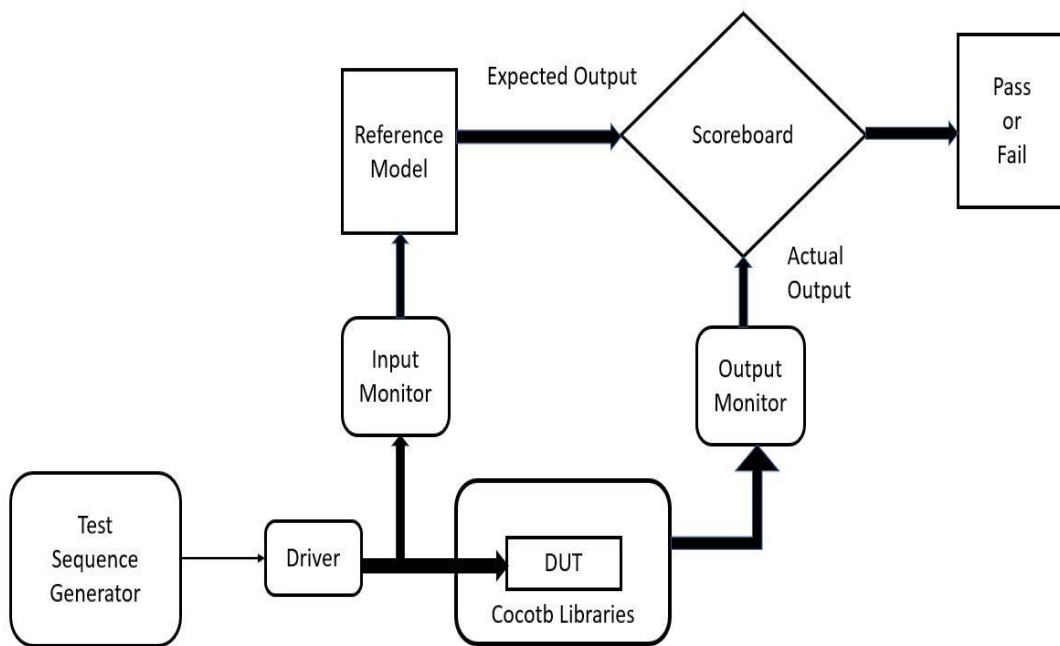 Expected Output
Pass
or
Fail
Scoreboard
Reference
Model
Actual
Output
Input
Monitor
Output
Monitor
Test
Sequence
Generator
Driver
DUT
Cocotb Libraries